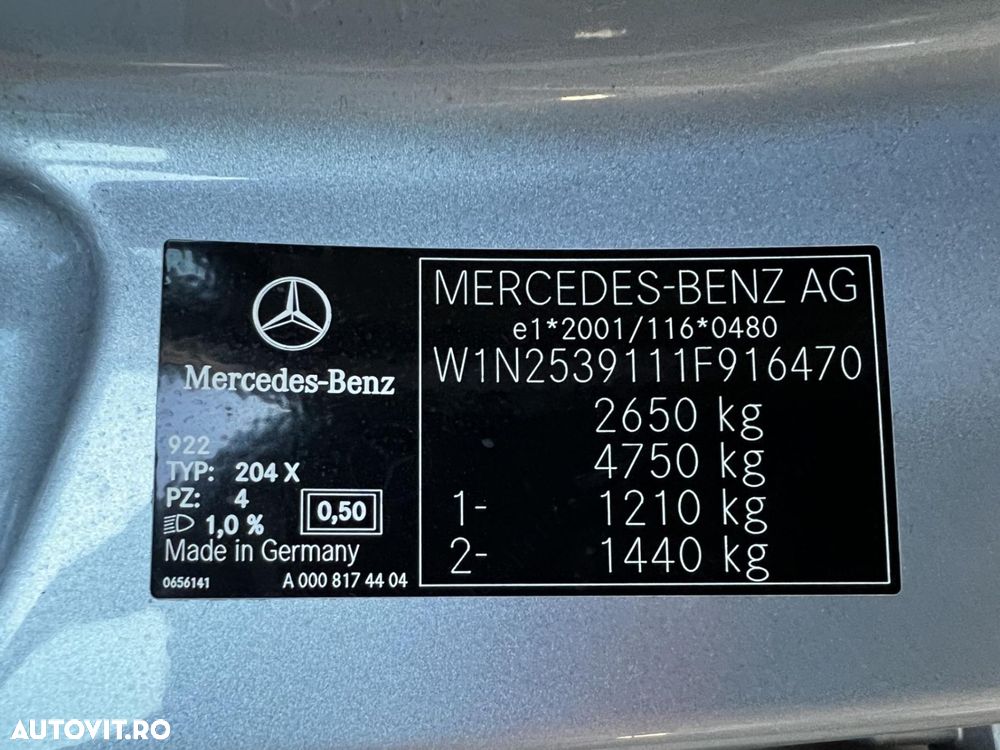 Mercedes-Benz
922
TYP: 204 X
PZ: 4
1,0 %
0,50
Made in Germany
0656141 A 000 817 44 04
MERCEDES-BENZ AG
e1*2001/116*0480
W1N2539111F916470
2650 kg
4750 kg
1- 1210 kg
2- 1440 kg
AUTOVIT.RO